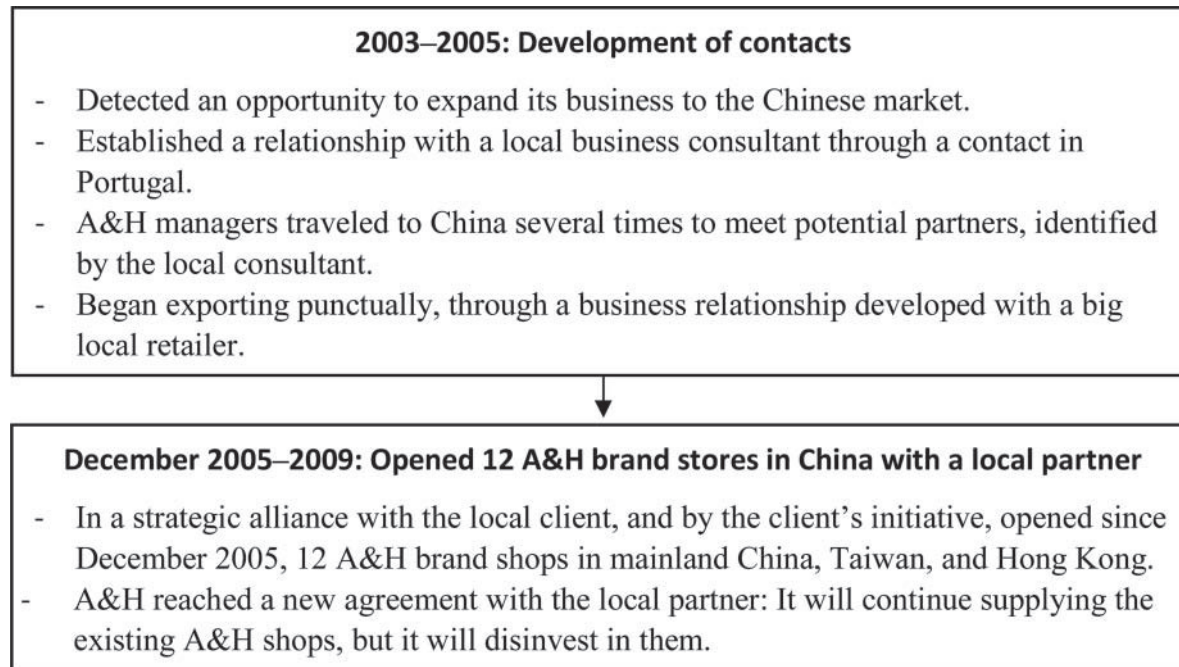 2003–2005: Development of contacts
- Detected an opportunity to expand its business to the Chinese market.
- Established a relationship with a local business consultant through a contact in
Portugal.
- A&H managers traveled to China several times to meet potential partners, identified
by the local consultant.
- Began exporting punctually, through a business relationship developed with a big
local retailer.
December 2005–2009: Opened 12 A&H brand stores in China with a local partner
- In a strategic alliance with the local client, and by the client's initiative, opened since
December 2005, 12 A&H brand shops in mainland China, Taiwan, and Hong Kong.
- A&H reached a new agreement with the local partner: It will continue supplying the
existing A&H shops, but it will disinvest in them.